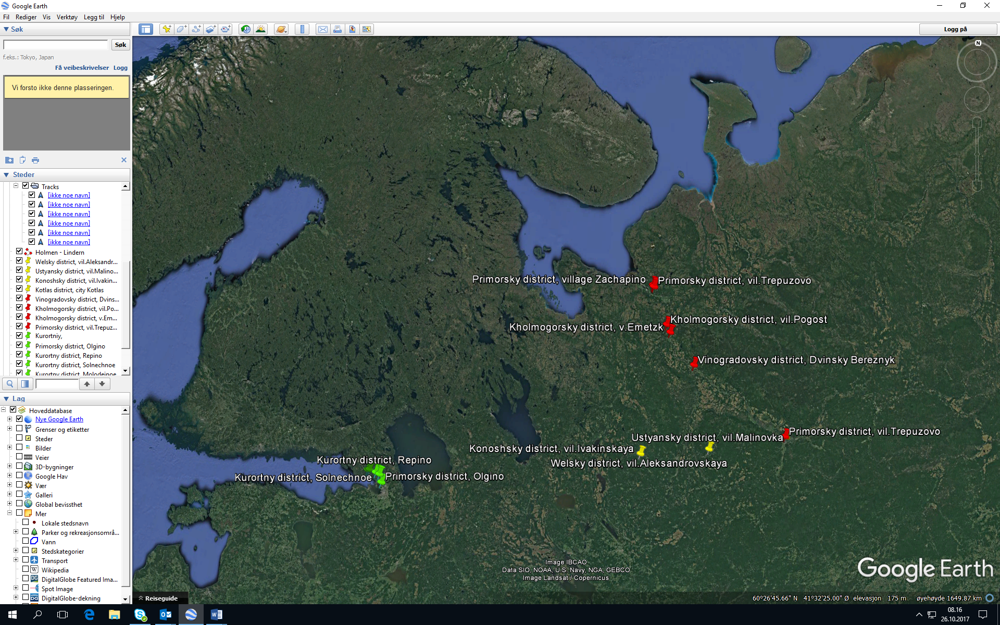 Google Earth
Fil Rediger Vis Verktøy Legg til Hjelp
Søk
Søk
f.eks.: Tokyo, Japan
Få veibeskrivelser Logg
Vi forsto ikke denne plasseringen.
Steder
Tracks
[ikke noe navn]
[ikke noe navn]
[ikke noe navn]
[ikke noe navn]
[ikke noe navn]
[ikke noe navn]
Holmen - Lindern
Welsky district, vil.Aleksandr...
Ustyansky district, vil.Malino...
Konoshsky district, vil.Ivakin...
Kotlas district, city Kotlas
Vinogradovsky district, Dvins...
Kholmogorsky district, vil.Po...
Kholmogorsky district, v.Em...
Primorsky district, vil.Trepuz...
Kurortniy,
Primorsky district, Olgino
Kurortny district, Repino
Kurortny district, Solnechnoe
Kurortny district, Molodejnoe
Lag
Hoveddatabase
Nye Google Earth
Grenser og etiketter
Steder
Bilder
Veier
3D-bygninger
Google Hav
Vær
Galleri
Global bevissthet
Mer
Lokale stedsnavn
Parker og rekreasjonsområ...
Vann
Stedskategorier
Transport
Wikipedia
DigitalGlobe Featured Ima...
Spot Image
DigitalGlobe-dekning
Logg på
N
Primorsky district, village Zachapino
Primorsky district, vil.Trepuzovo
Kholmogorsky district, vil.Pogost
Kholmogorsky district, v.Emetzk
Vinogradovsky district, Dvinsky Bereznyk
Primorsky district, vil.Trepuzovo
Ustyansky district, vil.Malinovka
Konoshsky district, vil.Ivakinskaya
Welsky district, vil.Aleksandrovskaya
Kurortny district, Repino
Kurortny district, Solnechnoe
Primorsky district, Olgino
Image IBCAO
Data SIO, NOAA, U.S. Navy, NGA, GEBCO
Image Landsat / Copernicus
Google Earth
Reiseguide
60°26'45.66" N 41°32'25.00" Ø elevasjon 175 m øyehøyde 1649.87 km
08.16
26.10.2017